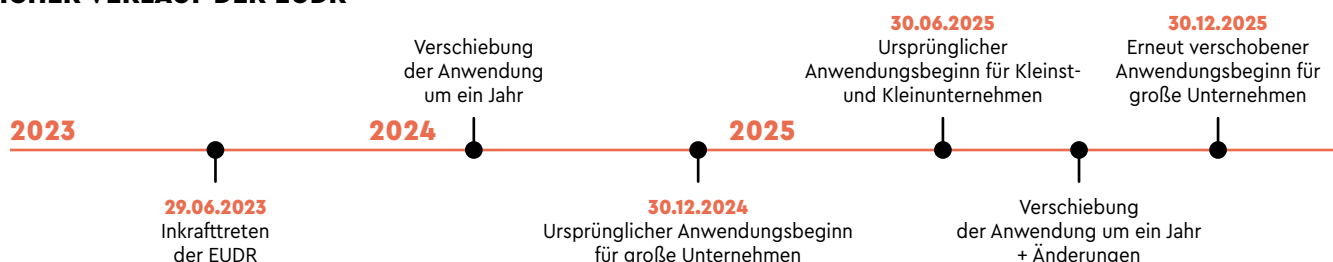 VERLAUF DER EUDR
2023
29.06.2023
Inkrafttreten
der EUDR
2024
Verschiebung
der Anwendung
um ein Jahr
30.12.2024
Ursprünglicher Anwendungsbeginn
für große Unternehmen
2025
30.06.2025
Ursprünglicher
Anwendungsbeginn für Kleinst-
und Kleinunternehmen
Verschiebung
der Anwendung um ein Jahr
+ Änderungen
30.12.2025
Erneut verschobener
Anwendungsbeginn für
große Unternehmen